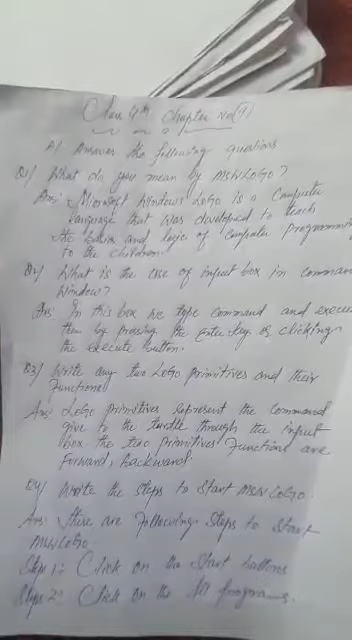 Class 4th Chapter No (9)
A) Answer the following questions
Q1) What do you mean by MSWLOGO?
Ans: Microsoft Windows LOGO is a Computer
language that was developed to teach
the basic and logic of computer Programmi
to the children.
Q2) What is the use of input box in comman
Window?
Ans: In this box we type command and execu
them by pressing the Enter key or clicking
the execute button.
Q3) Write any two LOGO primitives and their
Functions
Ans: LOGO primitives represent the command
give to the turtle through the input
box. the two primitives Functions are
Forward, backward.
Q4) Write the steps to start MSWLOGO.
Ans: There are Following Steps to Start
MSWLOGO.
Step 1: Click on the Start buttons
Step 2: Click on the All programs.